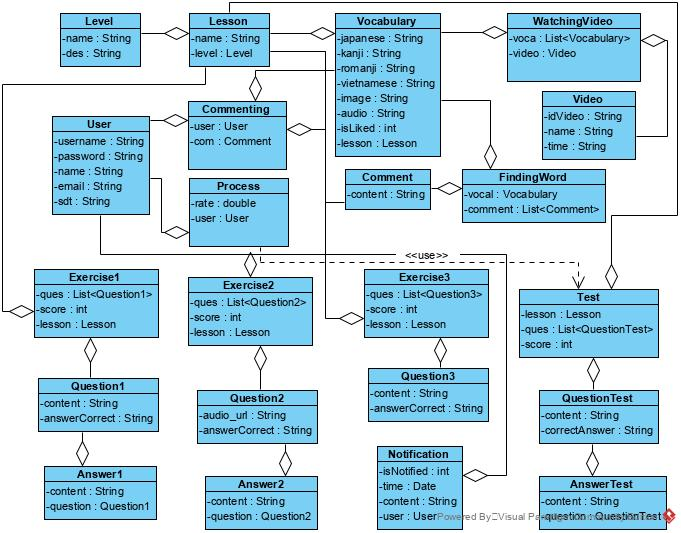 Level
-name : String
-des : String
Lesson
-name : String
-level : Level
Vocabulary
-japanese : String
-kanji : String
-romanji : String
-vietnamese : String
-image : String
-audio : String
-isLiked : int
-lesson : Lesson
WatchingVideo
-voca : List<Vocabulary>
-video : Video
Video
-idVideo : String
-name : String
-time : String
Commenting
-user : User
-com : Comment
User
-username : String
-password : String
-name : String
-email : String
-sdt : String
Process
-rate : double
-user : User
Comment
-content : String
FindingWord
-vocal : Vocabulary
-comment : List<Comment>
<<use>>
Exercise1
-ques : List<Question1>
-score : int
-lesson : Lesson
Exercise2
-ques : List<Question2>
-score : int
-lesson : Lesson
Exercise3
-ques : List<Question3>
-score : int
-lesson : Lesson
Test
-lesson : Lesson
-ques : List<QuestionTest>
-score : int
Question1
-content : String
-answerCorrect : String
Question2
-audio_url : String
-answerCorrect : String
Question3
-content : String
-answerCorrect : String
QuestionTest
-content : String
-correctAnswer : String
Answer1
-content : String
-question : Question1
Answer2
-content : String
-question : Question2
Notification
-isNotified : int
-time : Date
-content : String
-user : User
AnswerTest
-content : String
-question : QuestionTest
Powered By Visual Paradigm Community Edition